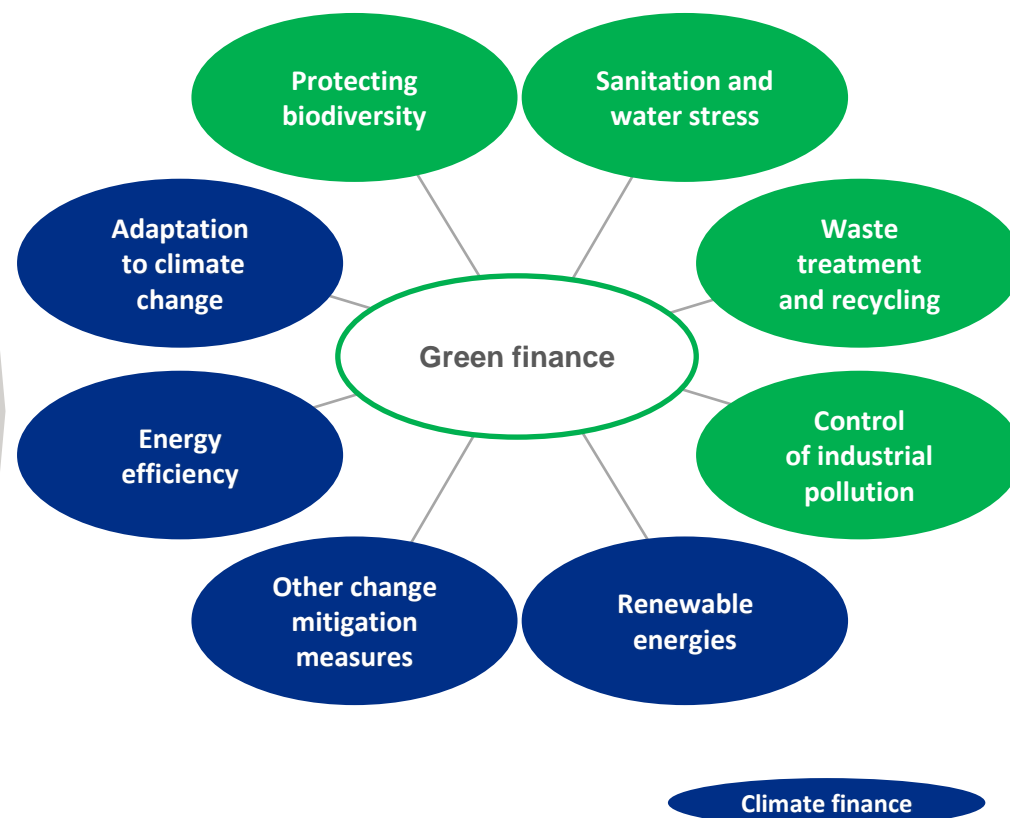 Protecting
biodiversity
Sanitation and
water stress
Adaptation
to climate
change
Waste
treatment
and recycling
Green finance
Energy
efficiency
Control
of industrial
pollution
Other change
mitigation
measures
Renewable
energies
Climate finance